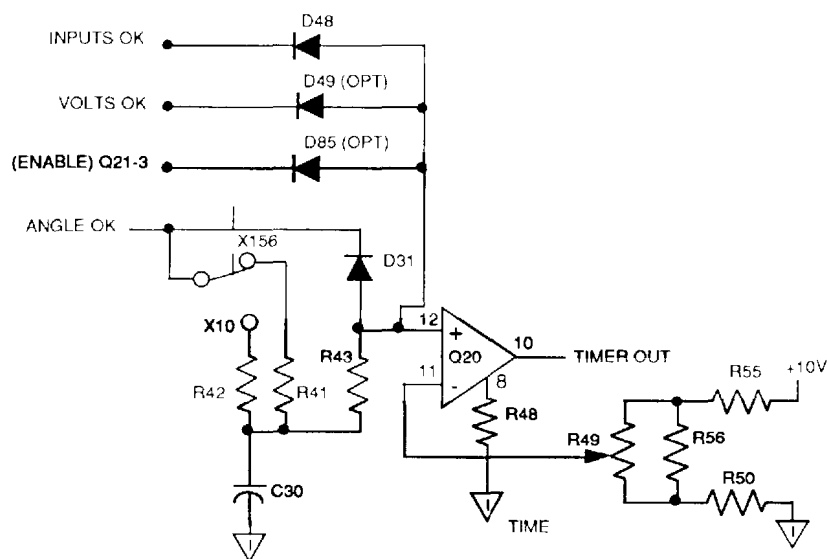 D48
INPUTS OK
D49 (OPT)
VOLTS OK
D85 (OPT)
(ENABLE) Q21-3
ANGLE OK
X156
D31
X10
R43
12
+
Q20
10
TIMER OUT
11
-
8
R42
R41
R48
R55
+10V
R49
R56
R50
C30
TIME